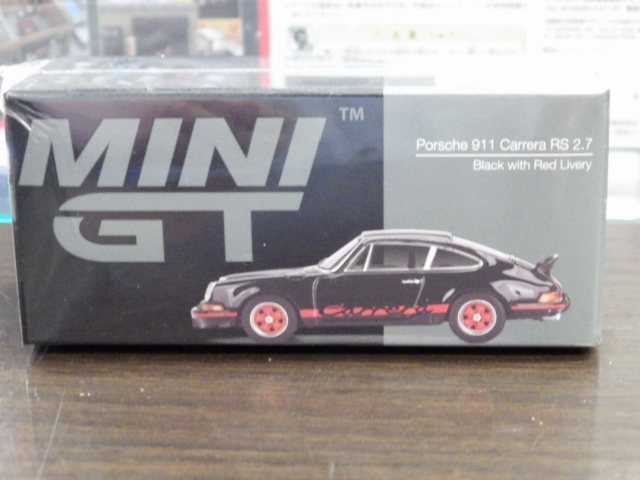 MINI
GT
TM
Porsche 911 Carrera RS 2.7
Black with Red Livery
Carrera